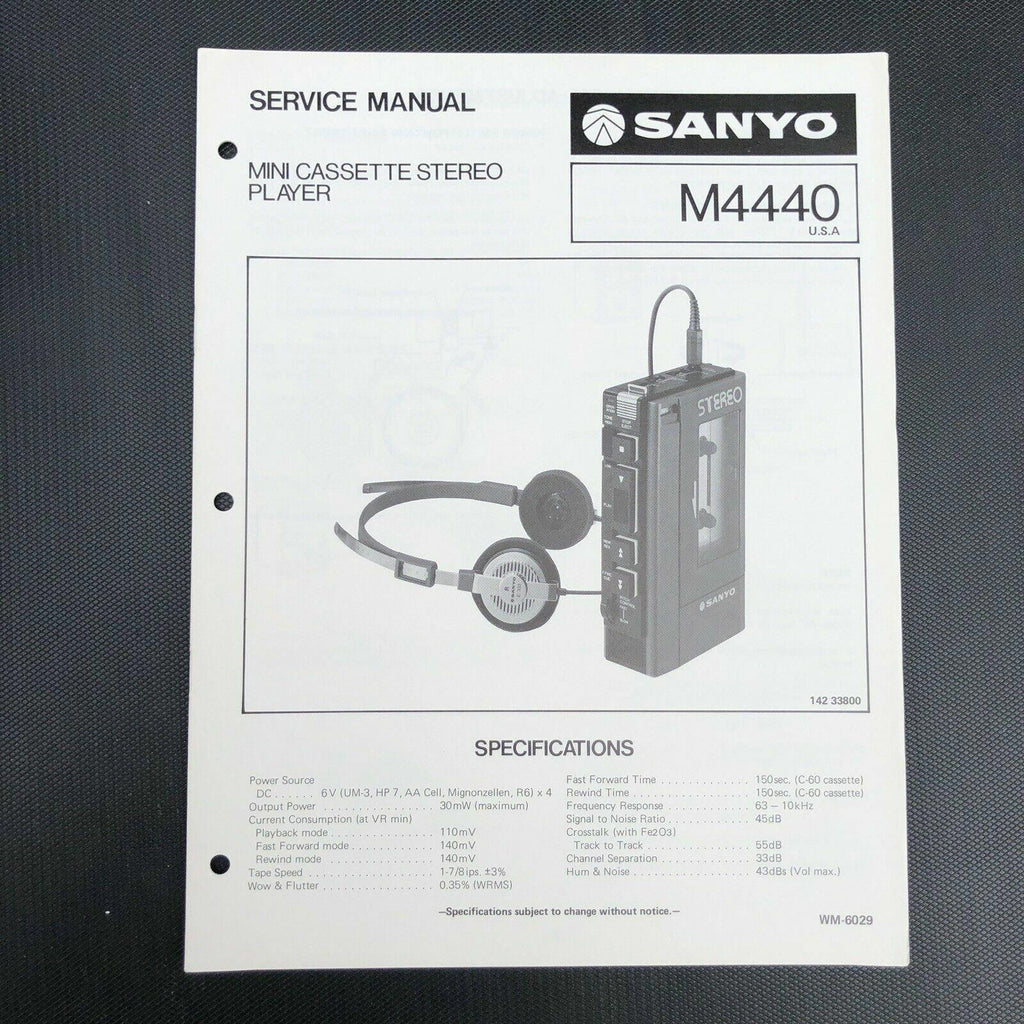 SERVICE MANUAL
SANYO
MINI CASSETTE STEREO
PLAYER
M4440
U.S.A
STEREO
STOP
EJECT
PLAY
SANYO
SANYO
142 33800
SPECIFICATIONS
Power Source
DC . . . . . . 6V (UM-3, HP 7, AA Cell, Mignonzellen, R6) x 4
Output Power . . . . . . . . . . . . . . . 30mW (maximum)
Current Consumption (at VR min)
Playback mode . . . . . . . . . . . . . . 110mV
Fast Forward mode . . . . . . . . . . . 140mV
Rewind mode . . . . . . . . . . . . . . . 140mV
Tape Speed . . . . . . . . . . . . . . . . . 1-7/8ips. ±3%
Wow & Flutter . . . . . . . . . . . . . . . 0.35% (WRMS)
Fast Forward Time . . . . . . . . . . . . . 150sec. (C-60 cassette)
Rewind Time . . . . . . . . . . . . . . . . . 150sec. (C-60 cassette)
Frequency Response . . . . . . . . . . . . 63 – 10kHz
Signal to Noise Ratio . . . . . . . . . . . . 45dB
Crosstalk (with Fe2O3)
Track to Track . . . . . . . . . . . . . . . 55dB
Channel Separation . . . . . . . . . . . . . 33dB
Hum & Noise . . . . . . . . . . . . . . . . . 43dBs (Vol max.)
—Specifications subject to change without notice.—
WM-6029